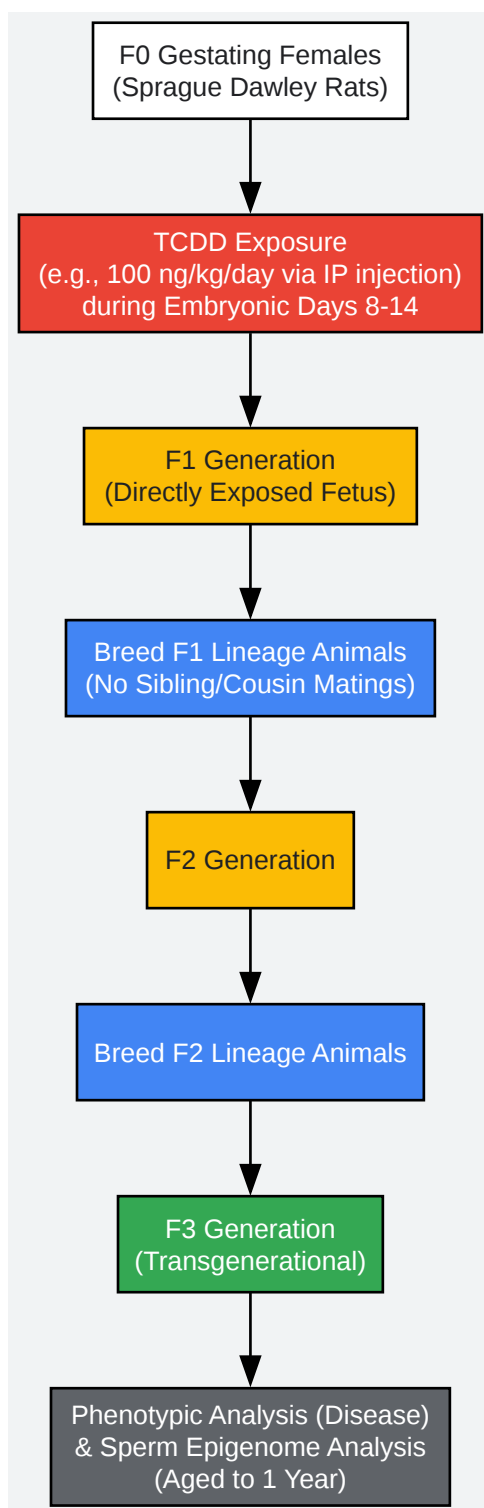 F0 Gestating Females
(Sprague Dawley Rats)
TCDD Exposure
(e.g., 100 ng/kg/day via IP injection)
during Embryonic Days 8-14
F1 Generation
(Directly Exposed Fetus)
Breed F1 Lineage Animals
(No Sibling/Cousin Matings)
F2 Generation
Breed F2 Lineage Animals
F3 Generation
(Transgenerational)
Phenotypic Analysis (Disease)
& Sperm Epigenome Analysis
(Aged to 1 Year)